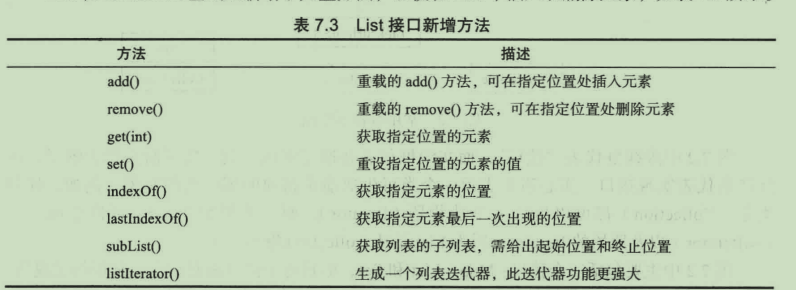 表 7.3 List 接口新增方法
方法 描述
add() 重载的 add() 方法，可在指定位置处插入元素
remove() 重载的 remove() 方法，可在指定位置处删除元素
get(int) 获取指定位置的元素
set() 重设指定位置的元素的值
indexOf() 获取指定元素的位置
lastIndexOf() 获取指定元素最后一次出现的位置
subList() 获取列表的子列表，需给出起始位置和终止位置
listIterator() 生成一个列表迭代器，此迭代器功能更强大